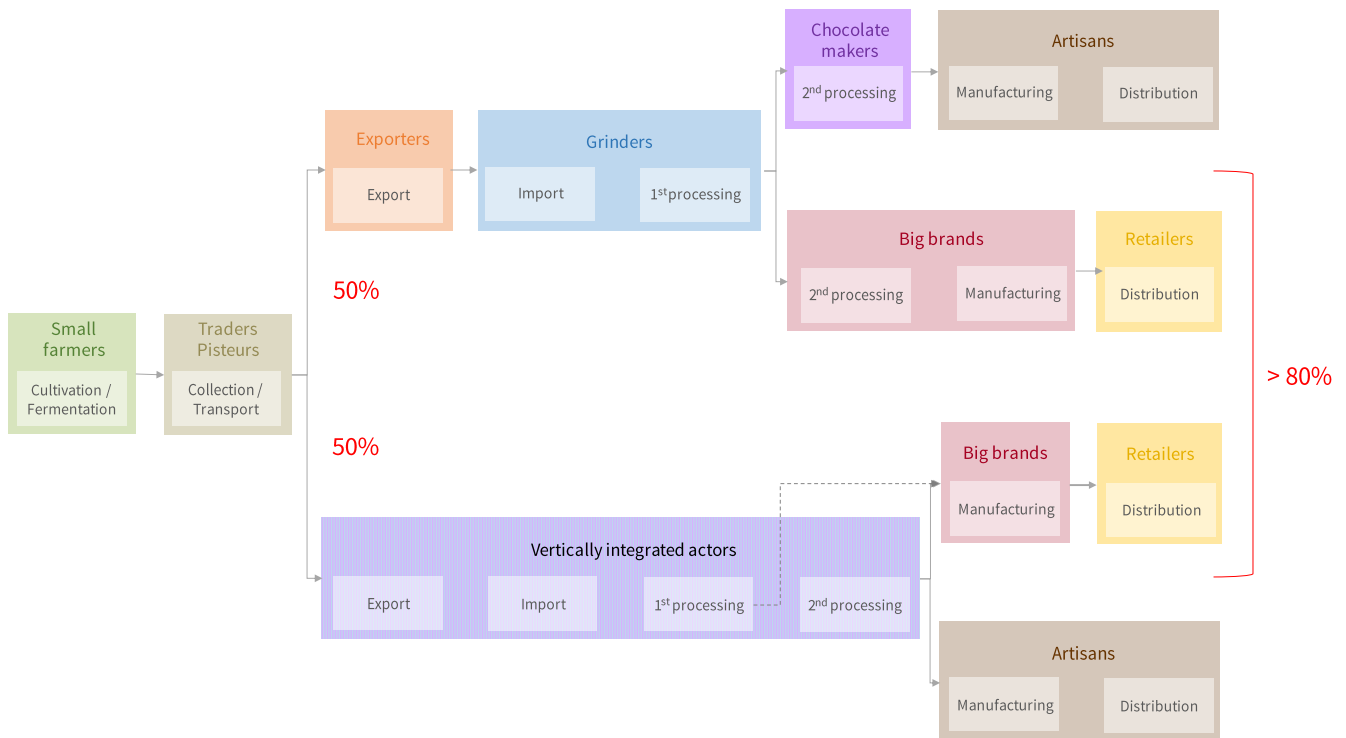 Chocolate
makers
2nd processing
Artisans
Manufacturing
Distribution
Exporters
Export
Grinders
Import
1st processing
Big brands
2nd processing
Manufacturing
Retailers
Distribution
50%
Small
farmers
Cultivation /
Fermentation
Traders
Pisteurs
Collection /
Transport
> 80%
50%
Big brands
Manufacturing
Retailers
Distribution
Vertically integrated actors
Export
Import
1st processing
2nd processing
Artisans
Manufacturing
Distribution